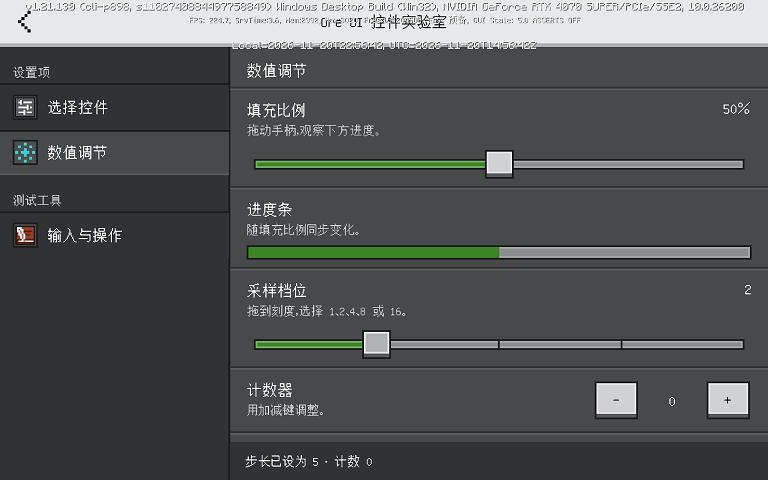 Ore UI 控件实验室
设置项
选择控件
数值调节
测试工具
输入与操作
数值调节
填充比例
50%
拖动手柄,观察下方进度。
进度条
随填充比例同步变化。
采样档位
2
拖到刻度,选择 1、2、4、8 或 16。
计数器
用加减键调整。
-
0
+
步长已设为 5 · 计数 0